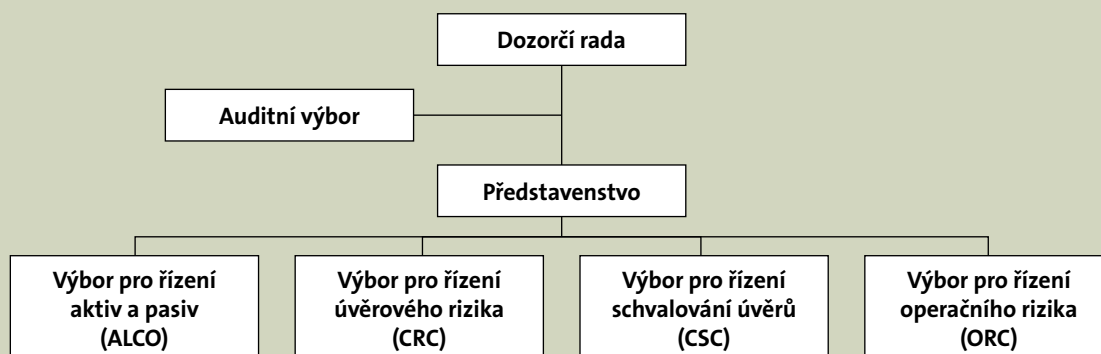 Dozorčí rada
Auditní výbor
Představenstvo
Výbor pro řízení
aktiv a pasiv
(ALCO)
Výbor pro řízení
úvěrového rizika
(CRC)
Výbor pro řízení
schvalování úvěrů
(CSC)
Výbor pro řízení
operačního rizika
(ORC)